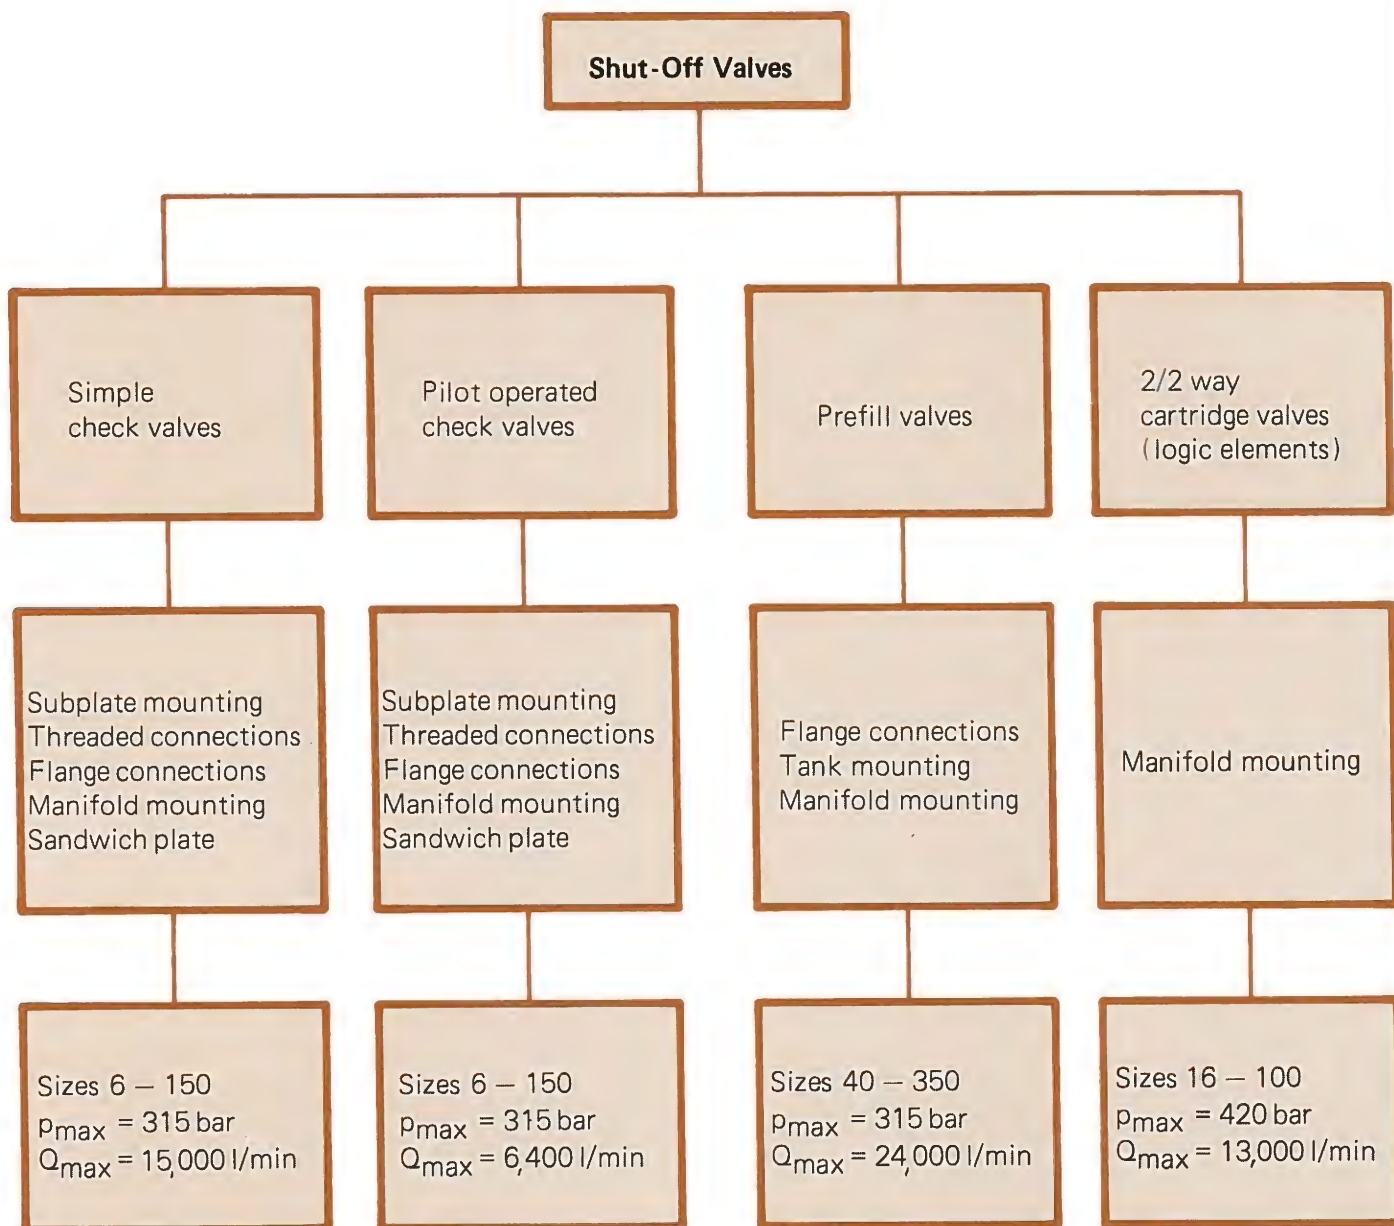 Shut-Off Valves
Simple
check valves
Pilot operated
check valves
Prefill valves
2/2 way
cartridge valves
(logic elements)
Subplate mounting
Threaded connections
Flange connections
Manifold mounting
Sandwich plate
Subplate mounting
Threaded connections
Flange connections
Manifold mounting
Sandwich plate
Flange connections
Tank mounting
Manifold mounting
Manifold mounting
Sizes 6 – 150
pmax = 315 bar
Qmax = 15,000 l/min
Sizes 6 – 150
pmax = 315 bar
Qmax = 6,400 l/min
Sizes 40 – 350
pmax = 315 bar
Qmax = 24,000 l/min
Sizes 16 – 100
pmax = 420 bar
Qmax = 13,000 l/min